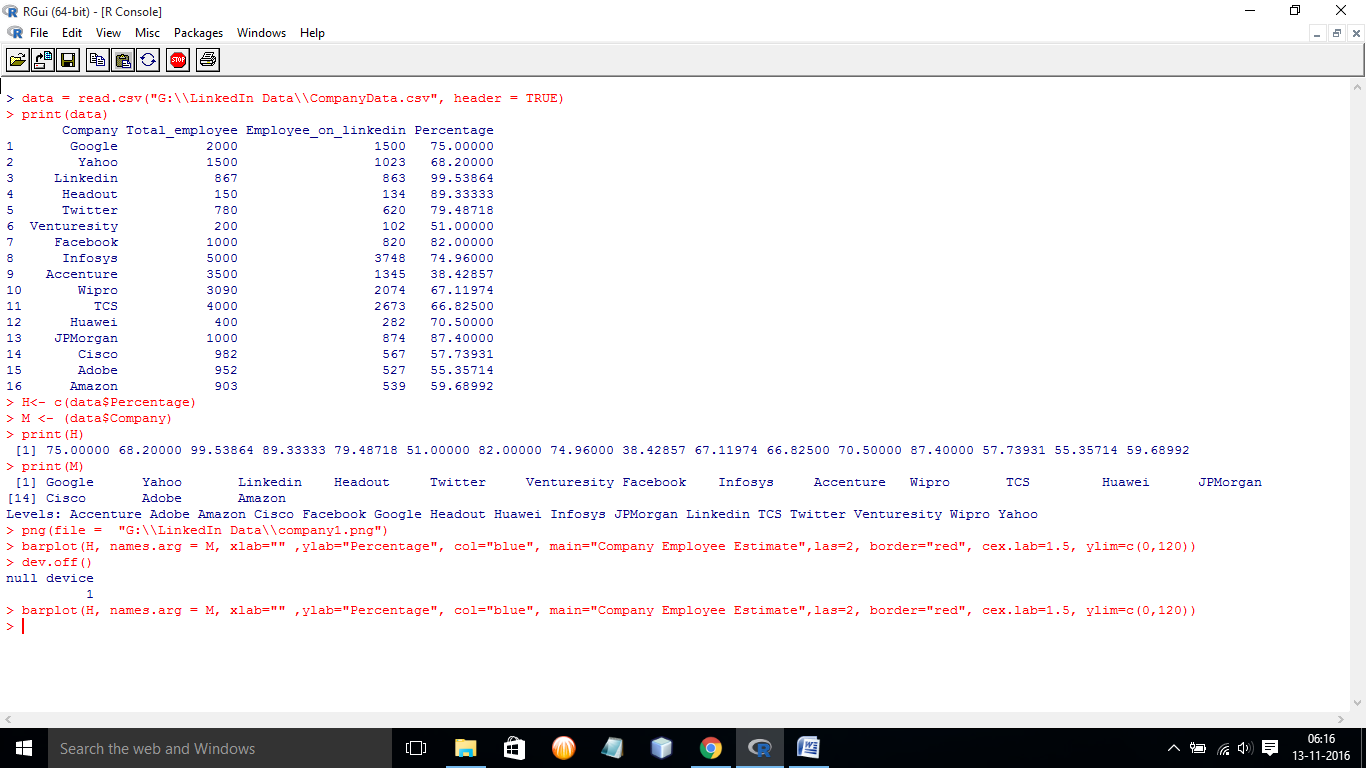 RGui (64-bit) - [R Console]
File Edit View Misc Packages Windows Help
STOP
> data = read.csv("G:\\LinkedIn Data\\CompanyData.csv", header = TRUE)
> print(data)
Company Total_employee Employee_on_linkedin Percentage
1 Google 2000 1500 75.00000
2 Yahoo 1500 1023 68.20000
3 Linkedin 867 863 99.53864
4 Headout 150 134 89.33333
5 Twitter 780 620 79.48718
6 Venturesity 200 102 51.00000
7 Facebook 1000 820 82.00000
8 Infosys 5000 3748 74.96000
9 Accenture 3500 1345 38.42857
10 Wipro 3090 2074 67.11974
11 TCS 4000 2673 66.82500
12 Huawei 400 282 70.50000
13 JPMorgan 1000 874 87.40000
14 Cisco 982 567 57.73931
15 Adobe 952 527 55.35714
16 Amazon 903 539 59.68992
> H<- c(data$Percentage)
> M <- (data$Company)
> print(H)
[1] 75.00000 68.20000 99.53864 89.33333 79.48718 51.00000 82.00000 74.96000 38.42857 67.11974 66.82500 70.50000 87.40000 57.73931 55.35714 59.68992
> print(M)
[1] Google Yahoo Linkedin Headout Twitter Venturesity Facebook Infosys Accenture Wipro TCS Huawei JPMorgan
[14] Cisco Adobe Amazon
Levels: Accenture Adobe Amazon Cisco Facebook Google Headout Huawei Infosys JPMorgan Linkedin TCS Twitter Venturesity Wipro Yahoo
> png(file =  "G:\\LinkedIn Data\\company1.png")
> barplot(H, names.arg = M, xlab="" ,ylab="Percentage", col="blue", main="Company Employee Estimate",las=2, border="red", cex.lab=1.5, ylim=c(0,120))
> dev.off()
null device
1
> barplot(H, names.arg = M, xlab="" ,ylab="Percentage", col="blue", main="Company Employee Estimate",las=2, border="red", cex.lab=1.5, ylim=c(0,120))
>
Search the web and Windows
06:16
13-11-2016